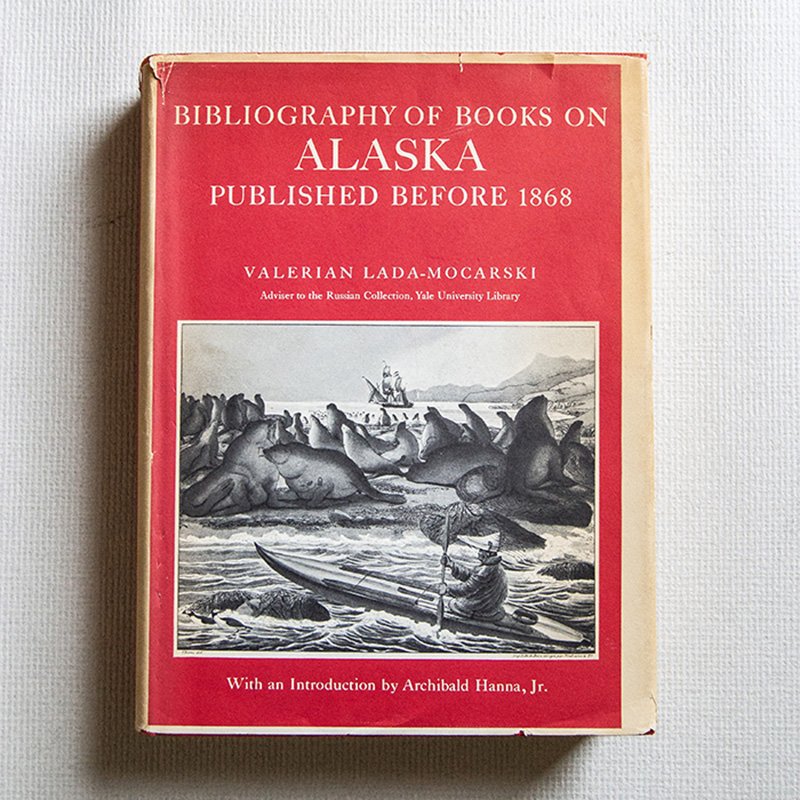 BIBLIOGRAPHY OF BOOKS ON
ALASKA
PUBLISHED BEFORE 1868
VALERIAN LADA-MOCARSKI
Adviser to the Russian Collection, Yale University Library
With an Introduction by Archibald Hanna, Jr.